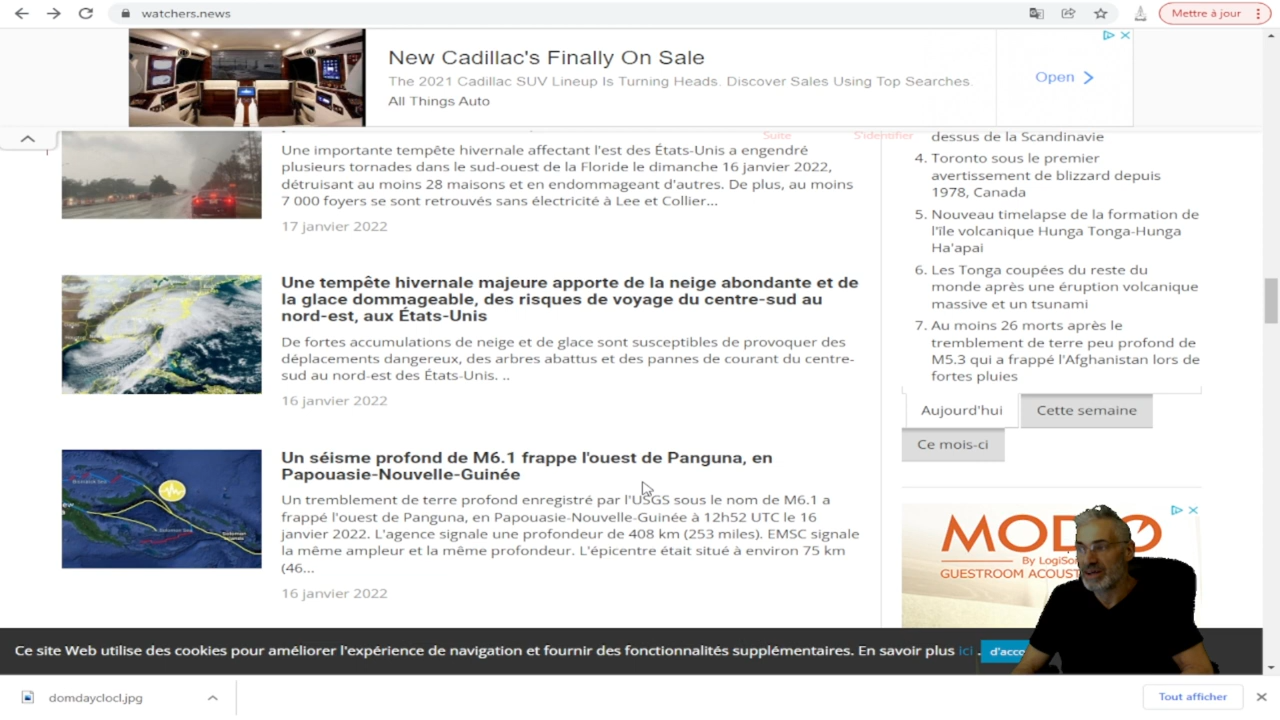 watchers.news
Mettre à jour
New Cadillac's Finally On Sale
The 2021 Cadillac SUV Lineup Is Turning Heads. Discover Sales Using Top Searches.
All Things Auto
Open
Suite
S'identifier
Une importante tempête hivernale affectant l'est des États-Unis a engendré
plusieurs tornades dans le sud-ouest de la Floride le dimanche 16 janvier 2022,
détruisant au moins 28 maisons et en endommageant d'autres. De plus, au moins
7 000 foyers se sont retrouvés sans électricité à Lee et Collier...
17 janvier 2022
Une tempête hivernale majeure apporte de la neige abondante et de
la glace dommageable, des risques de voyage du centre-sud au
nord-est, aux États-Unis
De fortes accumulations de neige et de glace sont susceptibles de provoquer des
déplacements dangereux, des arbres abattus et des pannes de courant du centre-
sud au nord-est des États-Unis. ..
16 janvier 2022
Un séisme profond de M6.1 frappe l'ouest de Panguna, en
Papouasie-Nouvelle-Guinée
Un tremblement de terre profond enregistré par l'USGS sous le nom de M6.1 a
frappé l'ouest de Panguna, en Papouasie-Nouvelle-Guinée à 12h52 UTC le 16
janvier 2022. L'agence signale une profondeur de 408 km (253 miles). EMSC signale
la même ampleur et la même profondeur. L'épicentre était situé à environ 75 km
(46...
16 janvier 2022
dessus de la Scandinavie
4. Toronto sous le premier
avertissement de blizzard depuis
1978, Canada
5. Nouveau timelapse de la formation de
l'île volcanique Hunga Tonga-Hunga
Ha'apai
6. Les Tonga coupées du reste du
monde après une éruption volcanique
massive et un tsunami
7. Au moins 26 morts après le
tremblement de terre peu profond de
M5.3 qui a frappé l'Afghanistan lors de
fortes pluies
Aujourd'hui
Cette semaine
Ce mois-ci
By
GUESTROOM
Ce site Web utilise des cookies pour améliorer l'expérience de navigation et fournir des fonctionnalités supplémentaires. En savoir plus ici .
domdayclocl.jpg
Tout afficher